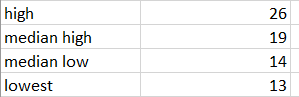 high 26
median high 19
median low 14
lowest 13